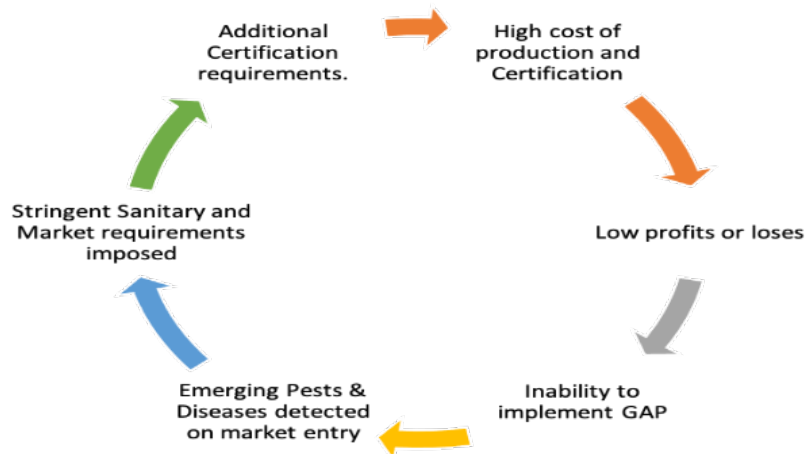 Additional
Certification
requirements.
High cost of
production and
Certification
Low profits or loses
Inability to
implement GAP
Emerging Pests &
Diseases detected
on market entry
Stringent Sanitary and
Market requirements
imposed